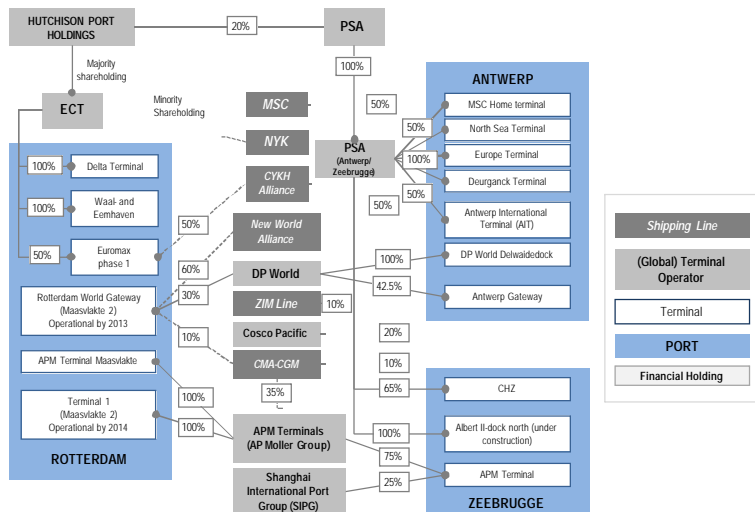 HUTCHISON PORT
HOLDINGS
20%
PSA
Majority
shareholding
100%
ECT
Minority
Shareholding
MSC
NYK
CYKH
Alliance
New World
Alliance
DP World
ZIM Line
10%
Cosco Pacific
CMA-CGM
35%
APM Terminals
(AP Moller Group)
Shanghai
International Port
Group (SIPG)
PSA
(Antwerp/
Zeebrugge)
50%
50%
100%
50%
50%
100%
42.5%
20%
10%
65%
100%
75%
25%
100%
Delta Terminal
100%
Waal- and
Eemhaven
50%
Euromax
phase 1
50%
60%
30%
10%
100%
100%
Rotterdam World Gateway
(Maasvlakte 2)
Operational by 2013
APM Terminal Maasvlakte
Terminal 1
(Maasvlakte 2)
Operational by 2014
ROTTERDAM
ANTWERP
MSC Home terminal
North Sea Terminal
Europe Terminal
Deurganck Terminal
Antwerp International
Terminal (AIT)
DP World Delwaidedock
Antwerp Gateway
CHZ
Albert II-dock north (under
construction)
APM Terminal
ZEEBRUGGE
Shipping Line
(Global) Terminal
Operator
Terminal
PORT
Financial Holding